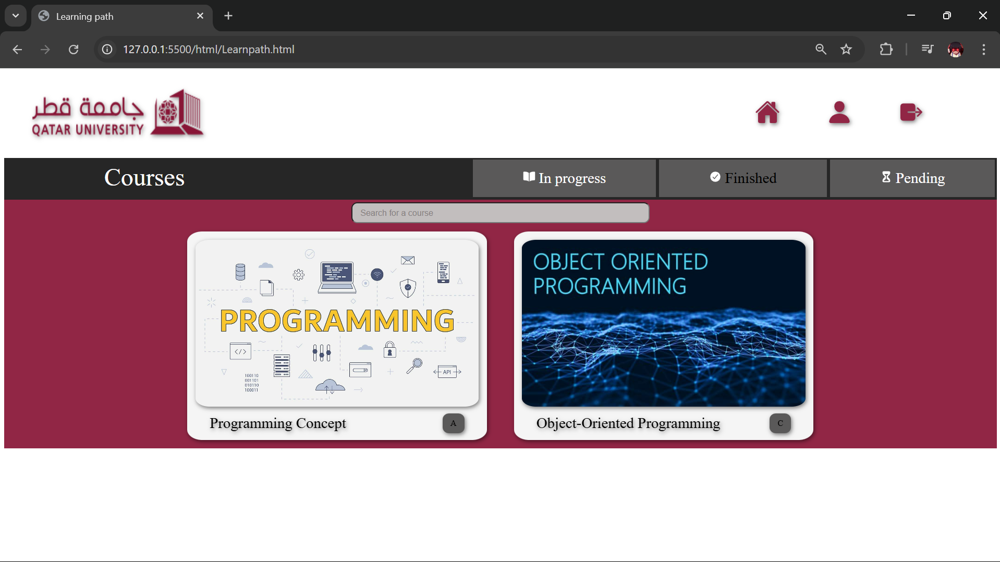 Learning path
127.0.0.1:5500/html/Learnpath.html
جامعة قطر
QATAR UNIVERSITY
Courses
In progress
Finished
Pending
Search for a course
PROGRAMMING
</>
100110
001101
010110
100011
API
Programming Concept
A
OBJECT ORIENTED
PROGRAMMING
Object-Oriented Programming
C